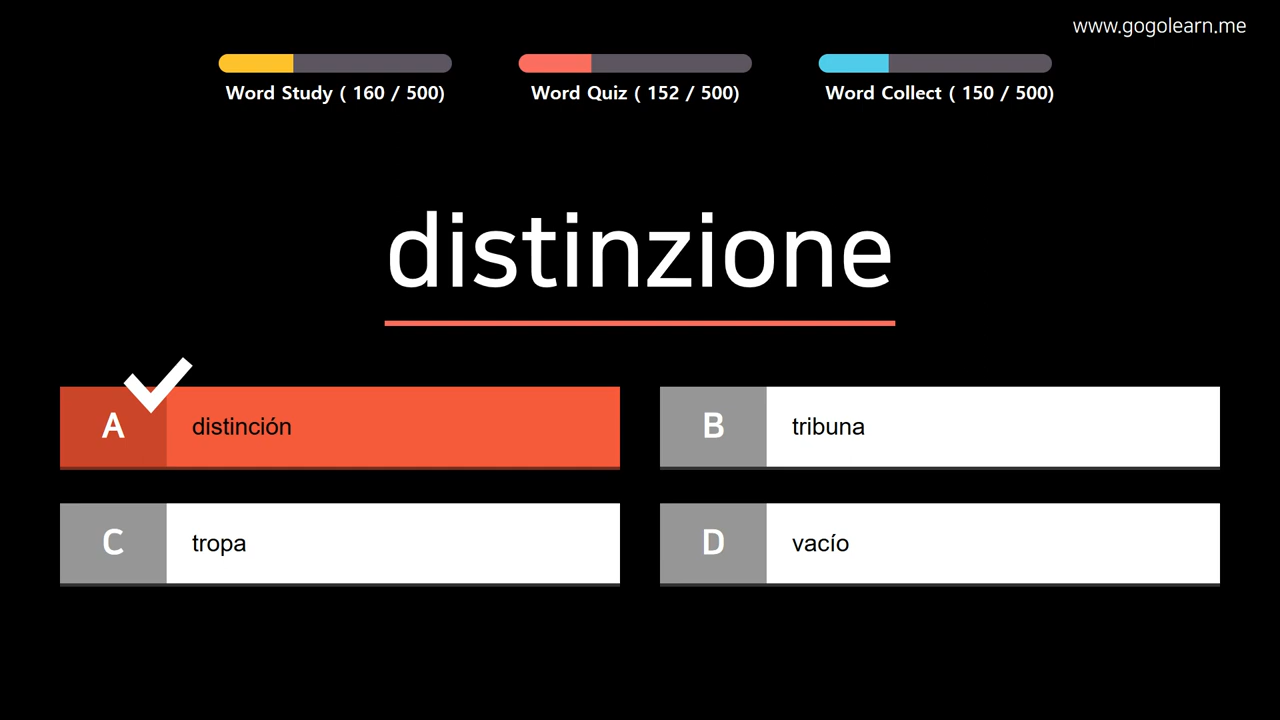 www.gogolearn.me
Word Study ( 160 / 500)
Word Quiz ( 152 / 500)
Word Collect ( 150 / 500)
distinzione
A distinción
B tribuna
C tropa
D vacío